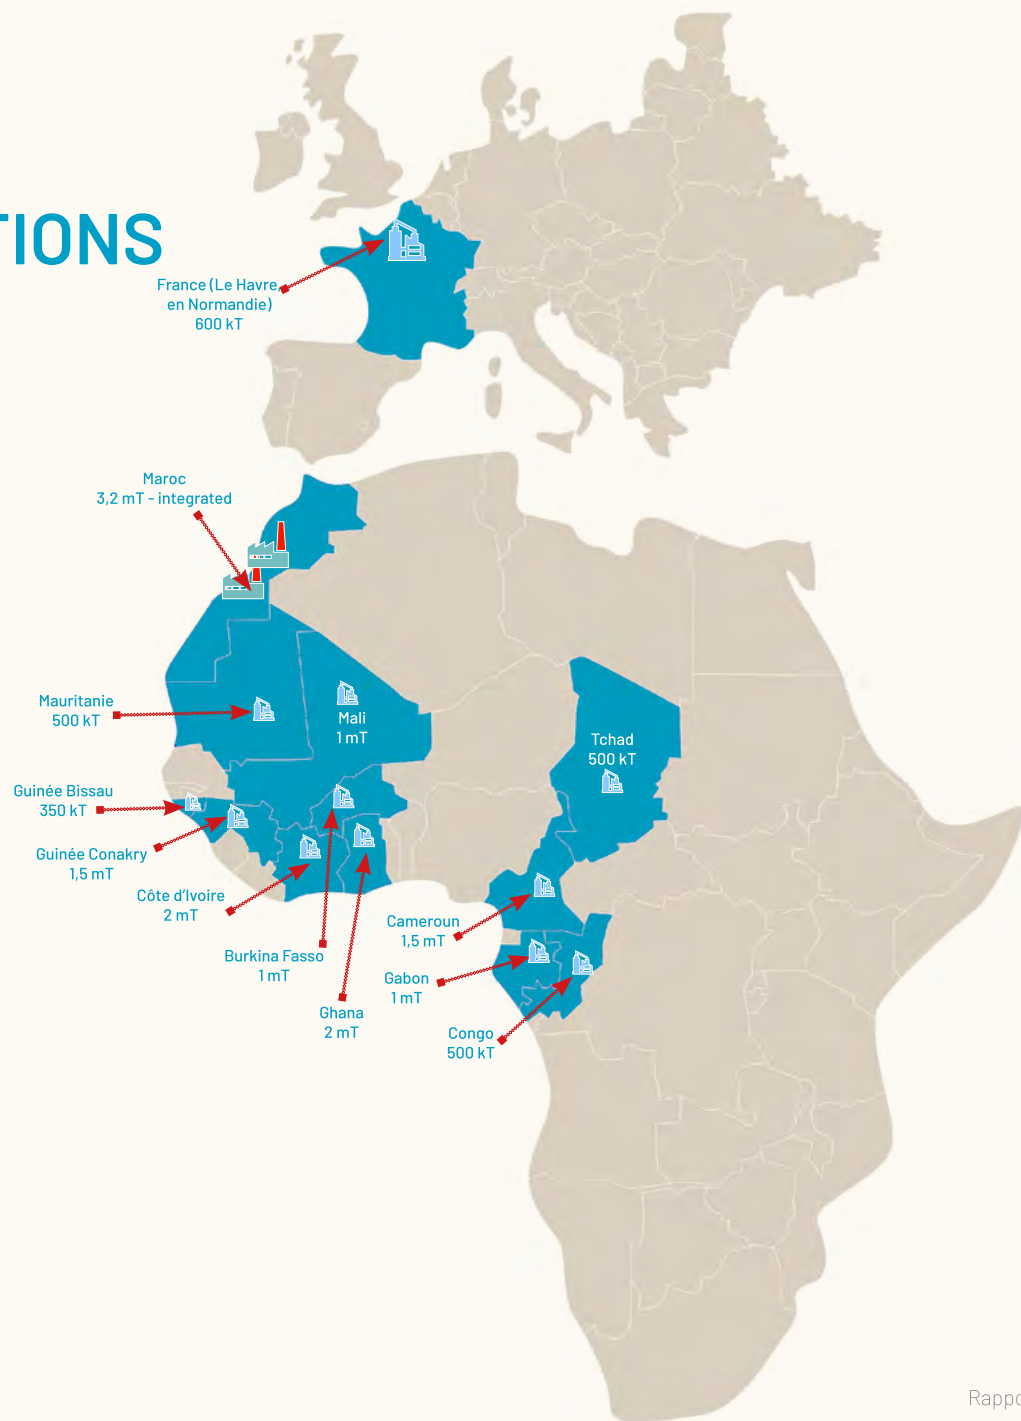 TIONS
France (Le Havre,
en Normandie)
600 kT
Maroc
3,2 mT - integrated
Mauritanie
500 kT
Mali
1 mT
Tchad
500 kT
Guinée Bissau
350 kT
Guinée Conakry
1,5 mT
Côte d’Ivoire
2 mT
Burkina Fasso
1 mT
Ghana
2 mT
Cameroun
1,5 mT
Gabon
1 mT
Congo
500 kT
Rappo